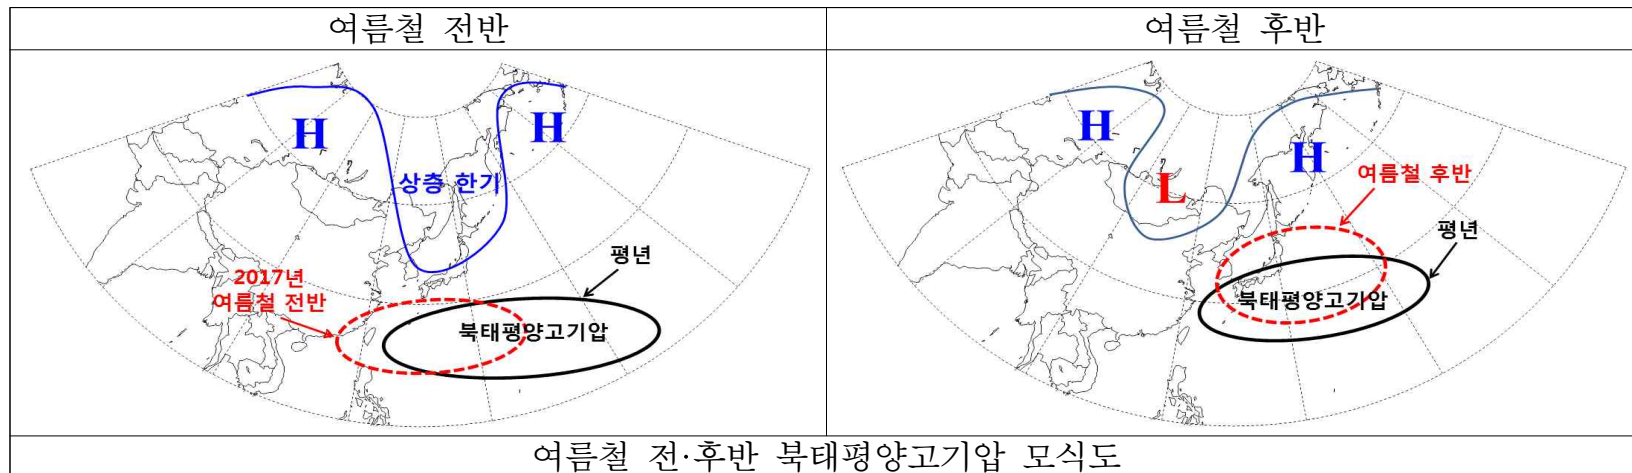 여름철 전반
여름철 후반
H
H
상층 한기
2017년
여름철 전반
평년
북태평양고기압
H
L
H
여름철 후반
평년
북태평양고기압
여름철 전·후반 북태평양고기압 모식도